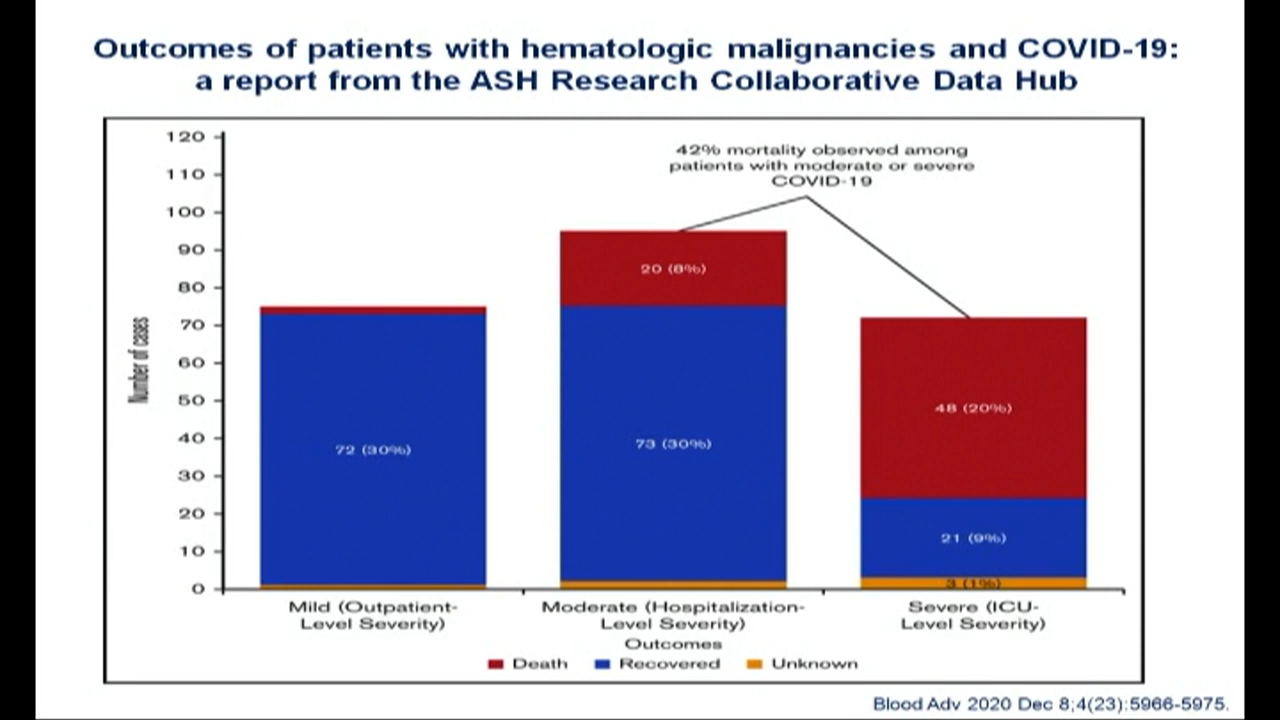 Outcomes of patients with hematologic malignancies and COVID-19:
a report from the ASH Research Collaborative Data Hub
120
110
100
90
80
70
60
50
40
30
20
10
0
Number of cases
42% mortality observed among
patients with moderate or severe
COVID-19
72 (30%)
20 (8%)
73 (30%)
48 (20%)
21 (9%)
3 (1%)
Mild (Outpatient-
Level Severity)
Moderate (Hospitalization-
Level Severity)
Severe (ICU-
Level Severity)
Outcomes
Death Recovered Unknown
Blood Adv 2020 Dec 8;4(23):5966-5975.